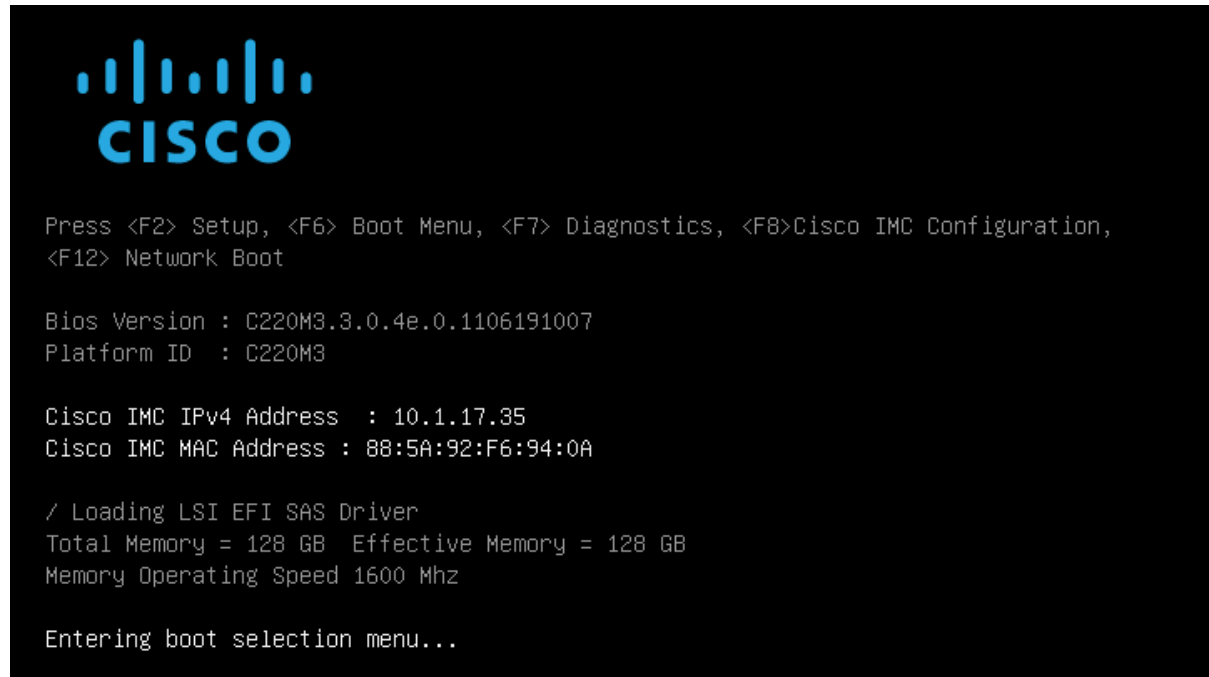 CISCO
Press <F2> Setup, <F6> Boot Menu, <F7> Diagnostics, <F8>Cisco IMC Configuration,
<F12> Network Boot
Bios Version : C220M3.3.0.4e.0.1106191007
Platform ID  : C220M3
Cisco IMC IPv4 Address  : 10.1.17.35
Cisco IMC MAC Address : 88:5A:92:F6:94:0A
/ Loading LSI EFI SAS Driver
Total Memory = 128 GB  Effective Memory = 128 GB
Memory Operating Speed 1600 Mhz
Entering boot selection menu...